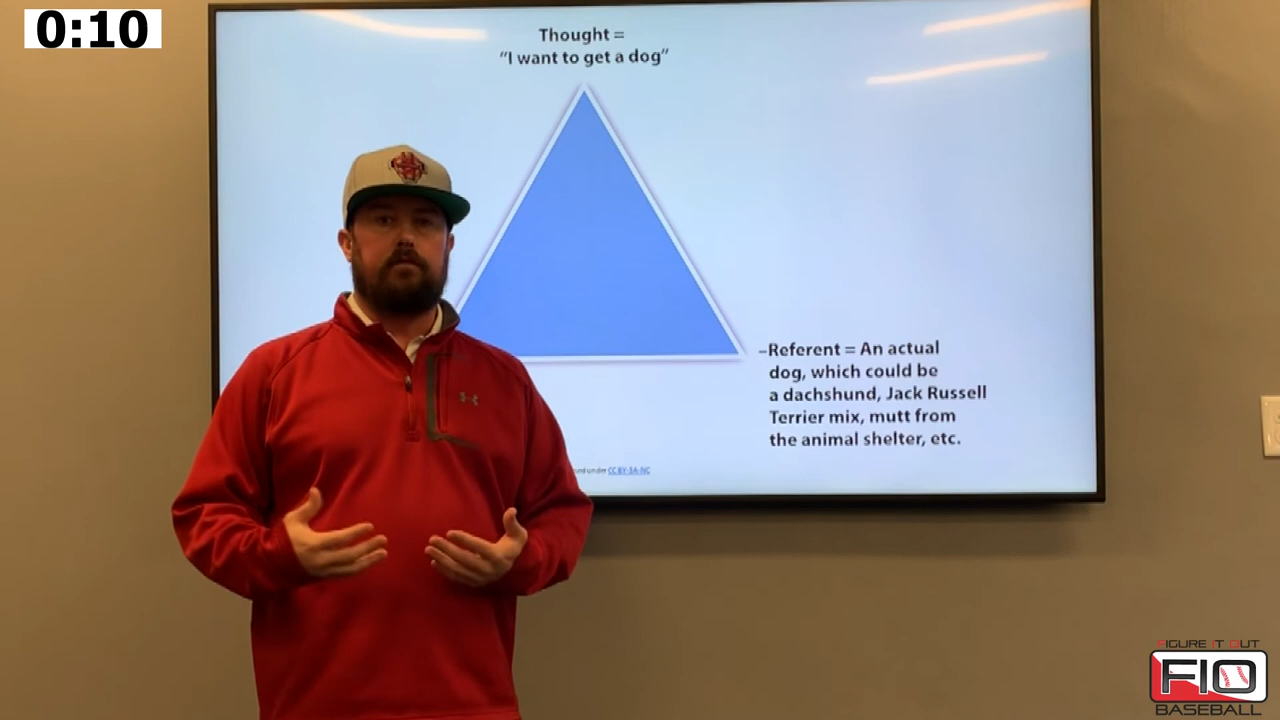 0:10
Thought =
“I want to get a dog”
–Referent = An actual
dog, which could be
a dachshund, Jack Russell
Terrier mix, mutt from
the animal shelter, etc.
under CC BY-SA-NC
FIGURE IT OUT
FIO
BASEBALL